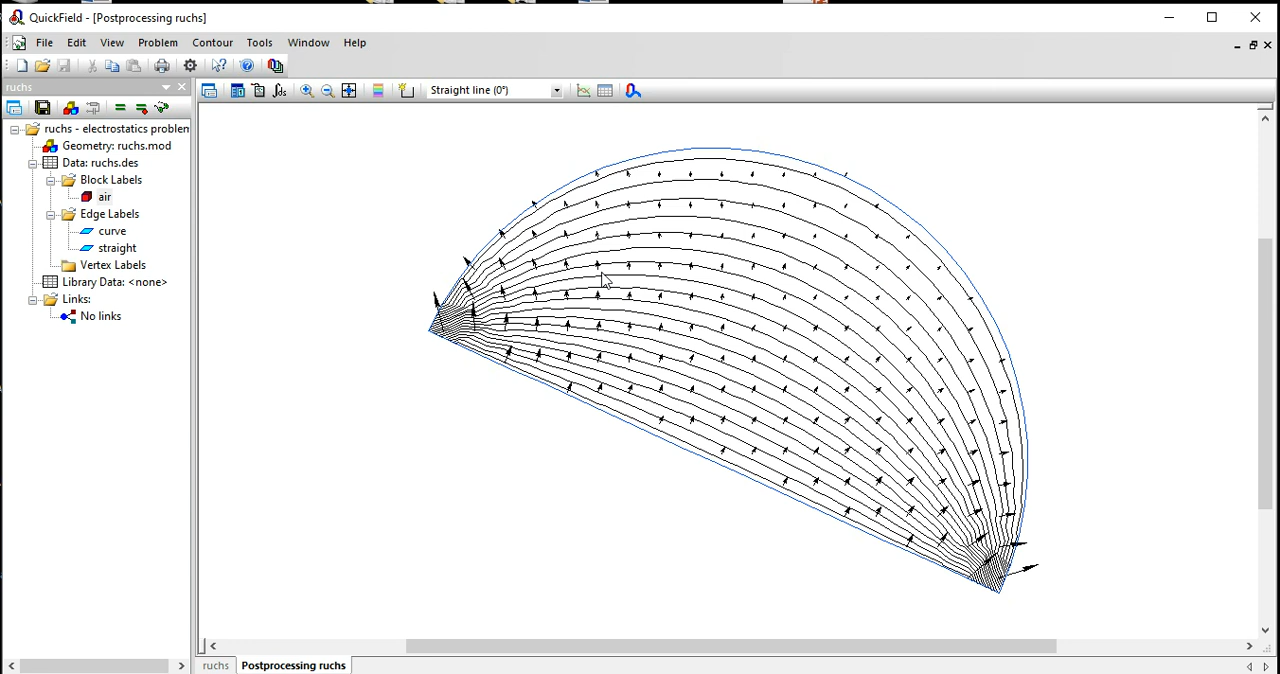 QuickField - [Postprocessing ruchs]
File Edit View Problem Contour Tools Window Help
ruchs
Straight line (0°)
ruchs - electrostatics problem
Geometry: ruchs.mod
Data: ruchs.des
Block Labels
air
Edge Labels
curve
straight
Vertex Labels
Library Data: <none>
Links:
No links
ruchs Postprocessing ruchs